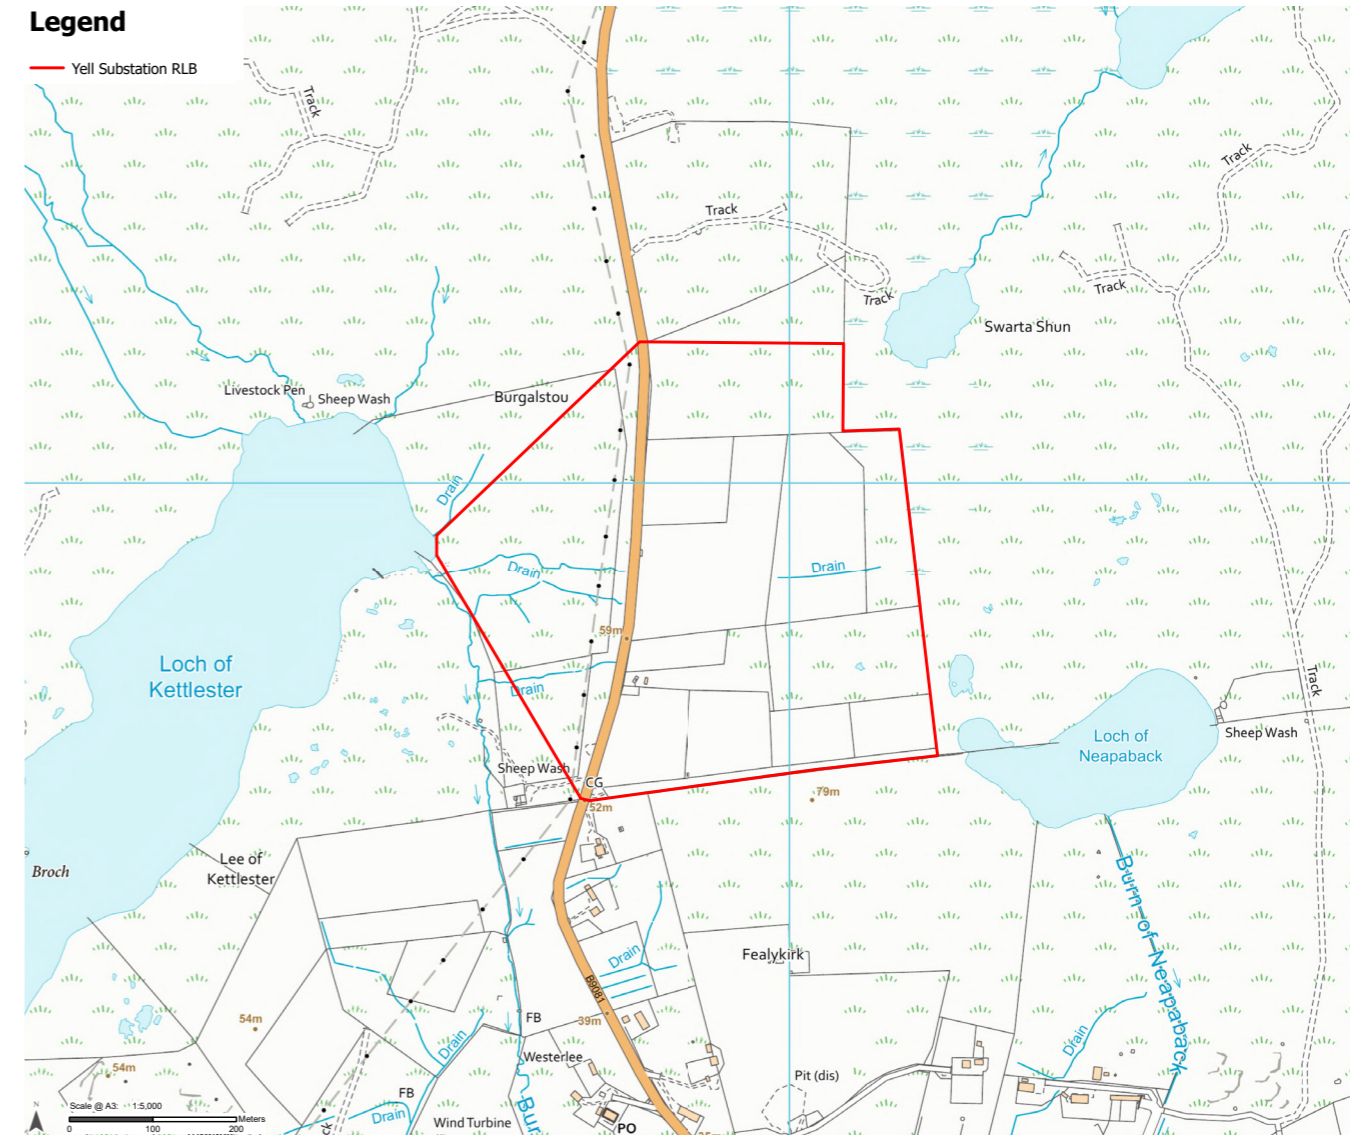 Legend
Yell Substation RLB
Track
Track
Track
Track
Track
Swarta Shun
Livestock Pen
Sheep Wash
Burgalstou
Drain
Drain
Drain
59m
Loch of
Kettlester
Drain
Track
Loch of
Neapaback
Sheep Wash
Sheep Wash
CG
52m
79m
Broch
Lee of
Kettlester
Burn of Neapaback
Fealykirk
Drain
B9081
54m
39m
FB
Drain
Drain
Westerlee
54m
Pit (dis)
FB
Drain
Bur
Wind Turbine
PO
N
Scale @ A3: 1:5,000
Meters
0 100 200